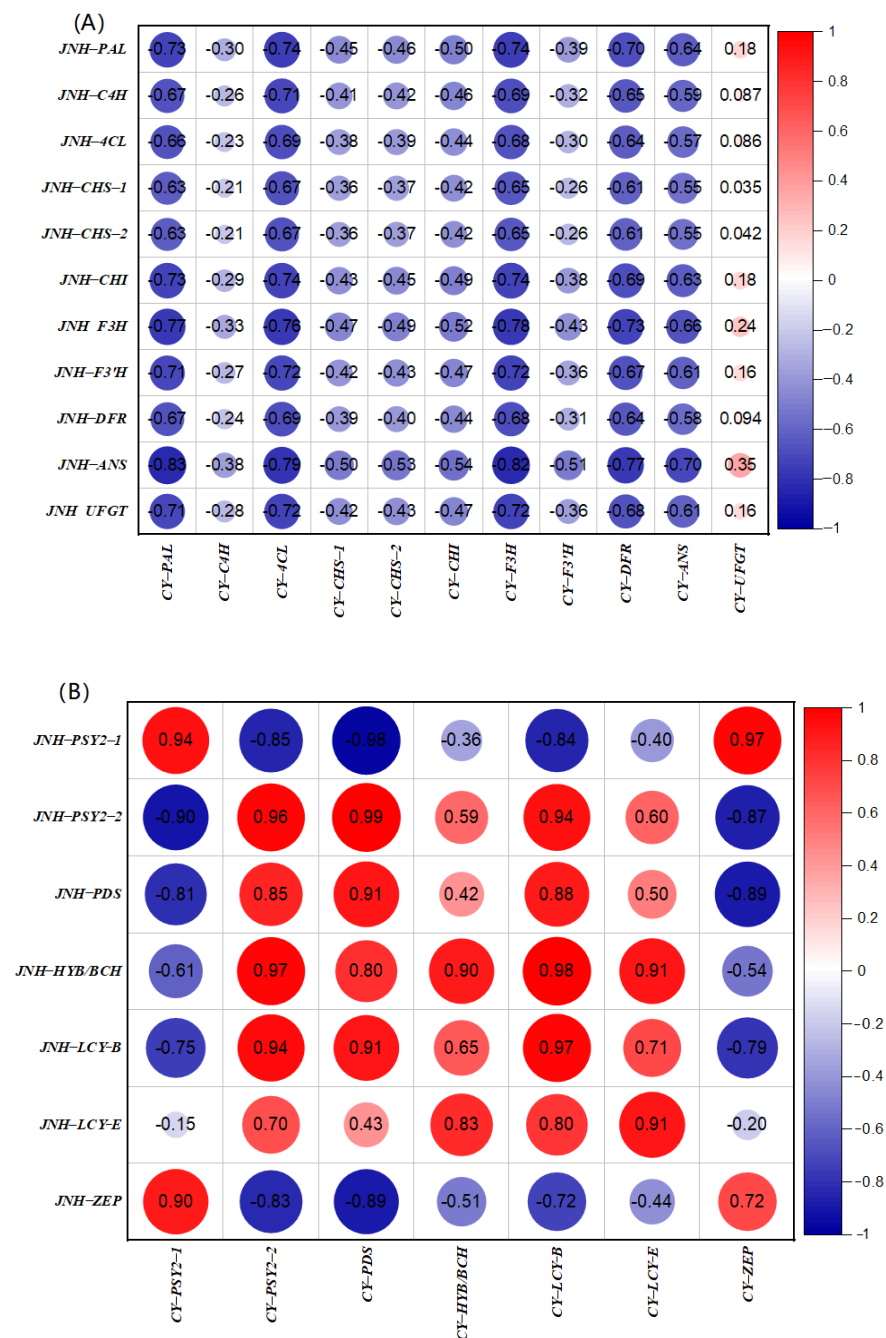 (A)
JNH-PAL -0.73 -0.30 -0.74 -0.45 -0.46 -0.50 -0.74 -0.39 -0.70 -0.64 0.18
JNH-C4H -0.67 -0.26 -0.71 -0.41 -0.42 -0.46 -0.69 -0.32 -0.65 -0.59 0.087
JNH-4CL -0.66 -0.23 -0.69 -0.38 -0.39 -0.44 -0.68 -0.30 -0.64 -0.57 0.086
JNH-CHS-1 -0.63 -0.21 -0.67 -0.36 -0.37 -0.42 -0.65 -0.26 -0.61 -0.55 0.035
JNH-CHS-2 -0.63 -0.21 -0.67 -0.36 -0.37 -0.42 -0.65 -0.26 -0.61 -0.55 0.042
JNH-CHI -0.73 -0.29 -0.74 -0.43 -0.45 -0.49 -0.74 -0.38 -0.69 -0.63 0.18
JNH F3H -0.77 -0.33 -0.76 -0.47 -0.49 -0.52 -0.78 -0.43 -0.73 -0.66 0.24
JNH-F3'H -0.71 -0.27 -0.72 -0.42 -0.43 -0.47 -0.72 -0.36 -0.67 -0.61 0.16
JNH-DFR -0.67 -0.24 -0.69 -0.39 -0.40 -0.44 -0.68 -0.31 -0.64 -0.58 0.094
JNH-ANS -0.83 -0.38 -0.79 -0.50 -0.53 -0.54 -0.82 -0.51 -0.77 -0.70 0.35
JNH UFGT -0.71 -0.28 -0.72 -0.42 -0.43 -0.47 -0.72 -0.36 -0.68 -0.61 0.16
CY-PAL CY-C4H CY-4CL CY-CHS-1 CY-CHS-2 CY-CHI CY-F3H CY-F3'H CY-DFR CY-ANS CY-UFGT
1
0.8
0.6
0.4
0.2
0
-0.2
-0.4
-0.6
-0.8
-1
(B)
JNH-PSY2-1 0.94 -0.85 -0.98 -0.36 -0.84 -0.40 0.97
JNH-PSY2-2 -0.90 0.96 0.99 0.59 0.94 0.60 -0.87
JNH-PDS -0.81 0.85 0.91 0.42 0.88 0.50 -0.89
JNH-HYB/BCH -0.61 0.97 0.80 0.90 0.98 0.91 -0.54
JNH-LCY-B -0.75 0.94 0.91 0.65 0.97 0.71 -0.79
JNH-LCY-E -0.15 0.70 0.43 0.83 0.80 0.91 -0.20
JNH-ZEP 0.90 -0.83 -0.89 -0.51 -0.72 -0.44 0.72
CY-PSY2-1 CY-PSY2-2 CY-PDS CY-HYB/BCH CY-LCY-B CY-LCY-E CY-ZEP
1
0.8
0.6
0.4
0.2
0
-0.2
-0.4
-0.6
-0.8
-1